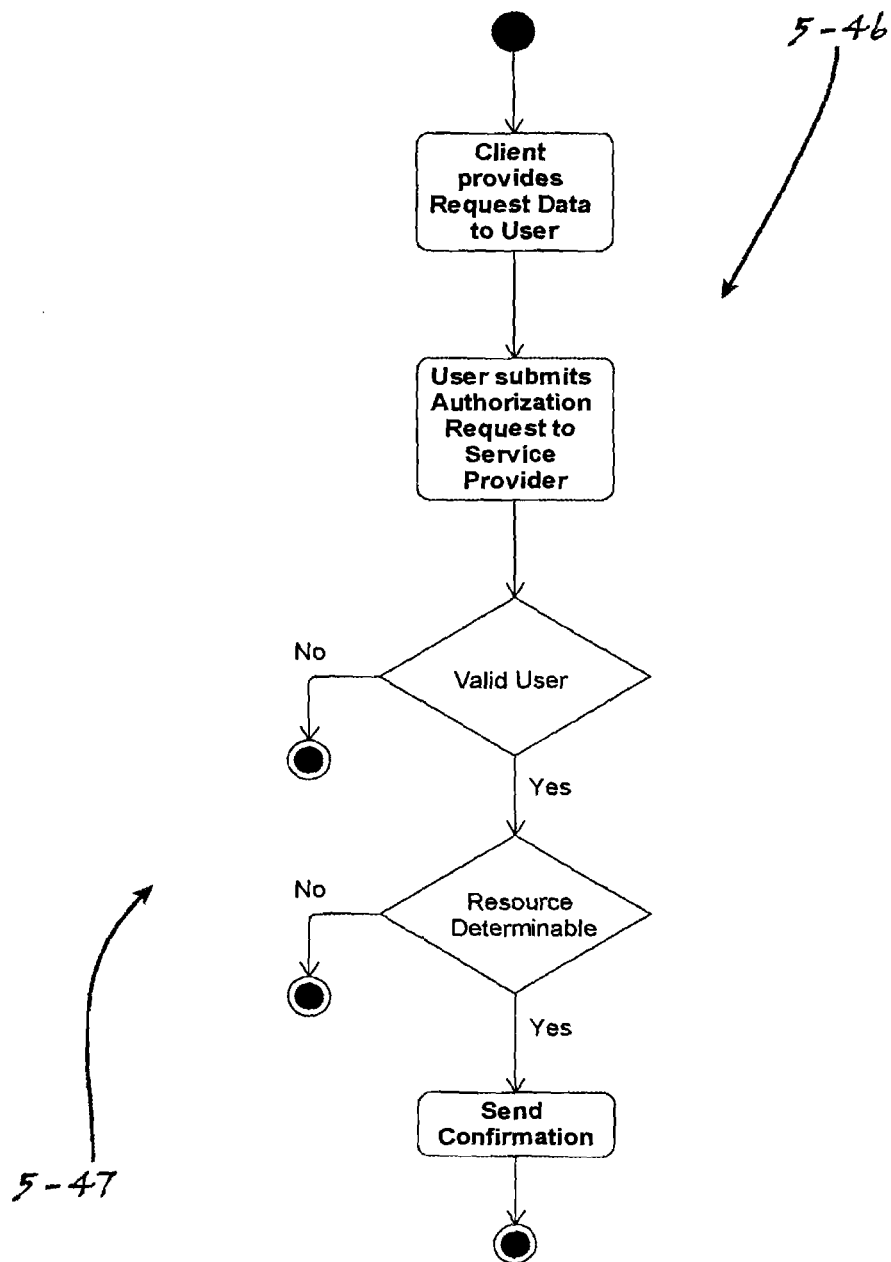 5-46
Client
provides
Request Data
to User
User submits
Authorization
Request to
Service
Provider
No
Valid User
Yes
No
Resource
Determinable
Yes
Send
Confirmation
5-47